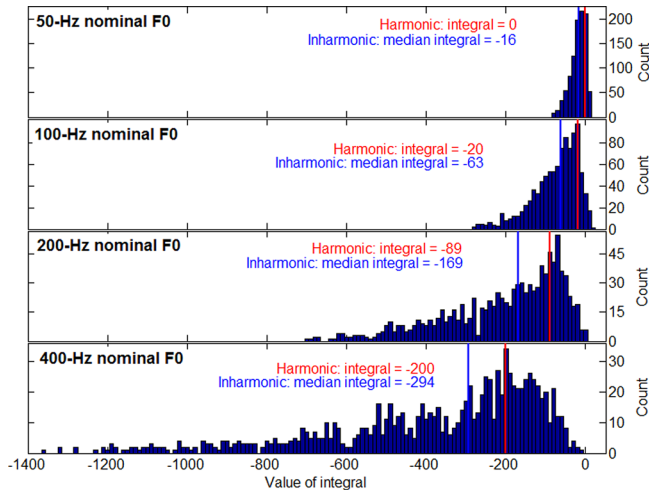 50-Hz nominal F0
Harmonic: integral = 0
Inharmonic: median integral = -16
200
150
100
50
0
Count
100-Hz nominal F0
Harmonic: integral = -20
Inharmonic: median integral = -63
80
60
40
20
0
Count
200-Hz nominal F0
Harmonic: integral = -89
Inharmonic: median integral = -169
45
30
15
0
Count
400-Hz nominal F0
Harmonic: integral = -200
Inharmonic: median integral = -294
30
20
10
0
Count
-1400 -1200 -1000 -800 -600 -400 -200 0
Value of integral